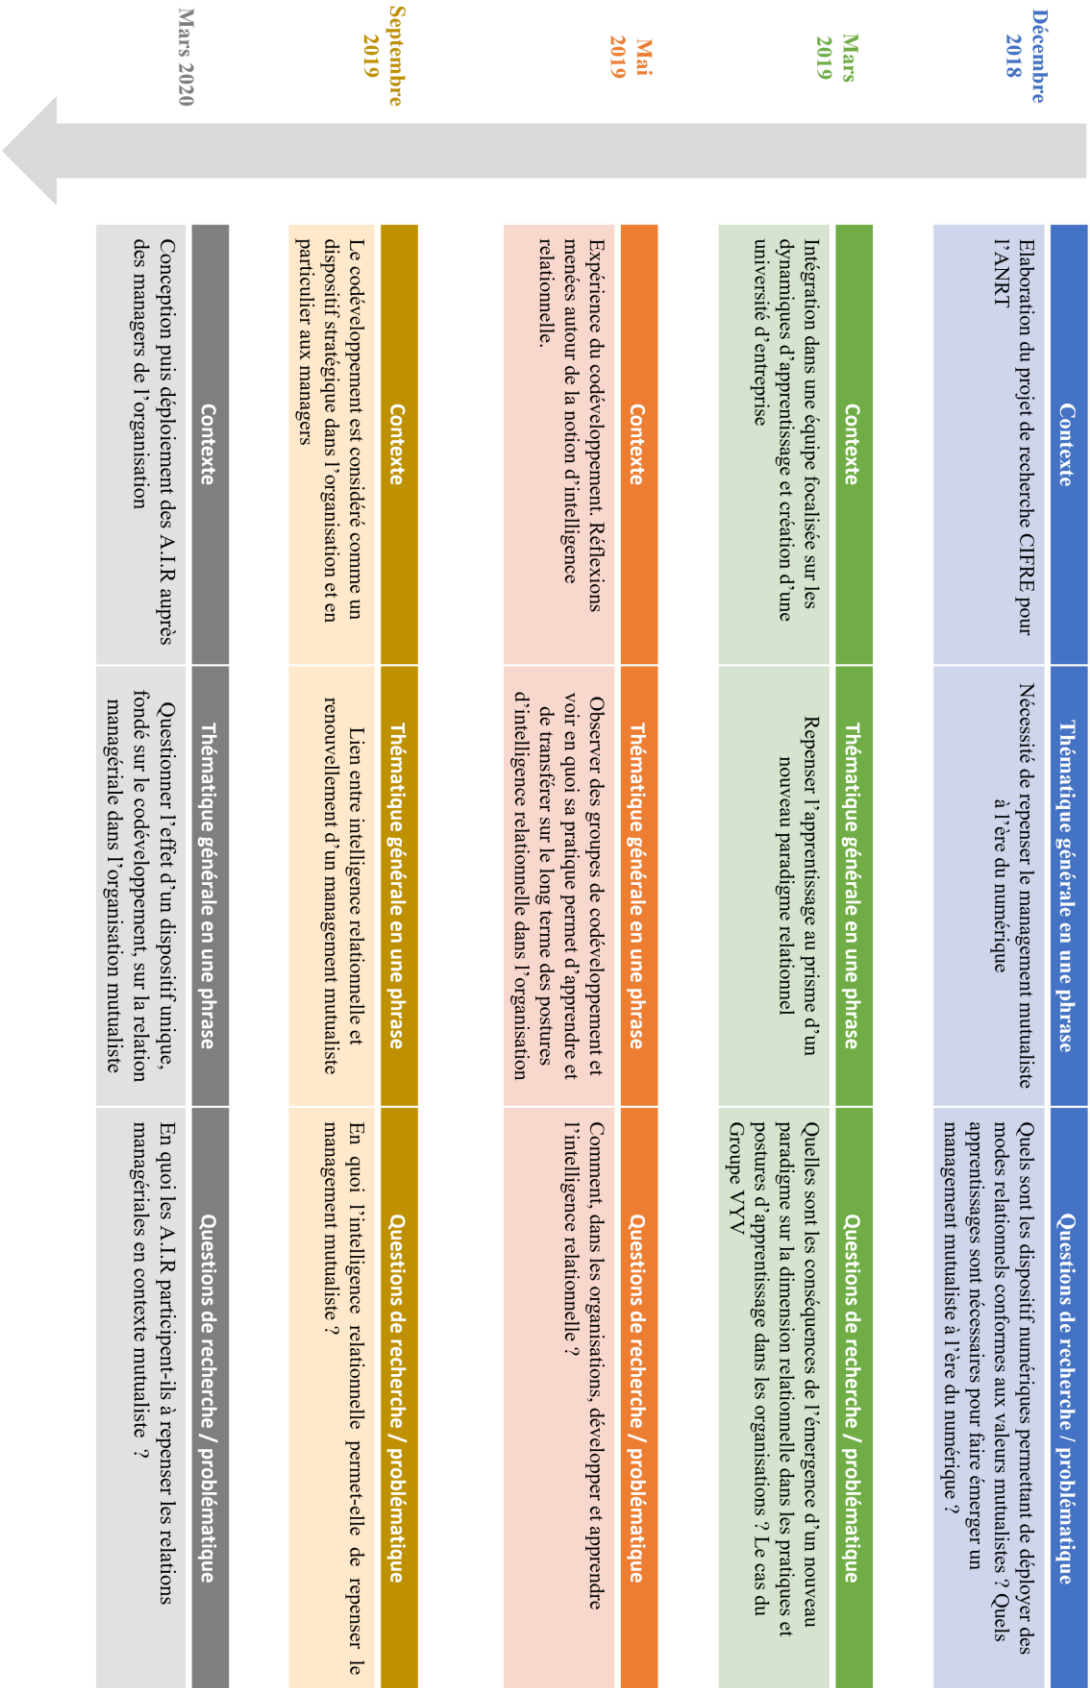 Décembre
2018
Contexte
Elaboration du projet de recherche CIFRE pour
l’ANRT
Thématique générale en une phrase
Nécessité de repenser le management mutualiste
à l’ère du numérique
Questions de recherche / problématique
Quels sont les dispositif numériques permettant de déployer des
modes relationnels conformes aux valeurs mutualistes ? Quels
apprentissages sont nécessaires pour faire émerger un
management mutualiste à l’ère du numérique ?
Mars
2019
Contexte
Intégration dans une équipe focalisée sur les
dynamiques d’apprentissage et création d’une
université d’entreprise
Thématique générale en une phrase
Repenser l’apprentissage au prisme d’un
nouveau paradigme relationnel
Questions de recherche / problématique
Quelles sont les conséquences de l’émergence d’un nouveau
paradigme sur la dimension relationnelle dans les pratiques et
postures d’apprentissage dans les organisations ? Le cas du
Groupe VYV
Mai
2019
Contexte
Expérience du codéveloppement. Réflexions
menées autour de la notion d’intelligence
relationnelle.
Thématique générale en une phrase
Observer des groupes de codéveloppement et
voir en quoi sa pratique permet d’apprendre et
de transférer sur le long terme des postures
d’intelligence relationnelle dans l’organisation
Questions de recherche / problématique
Comment, dans les organisations, développer et apprendre
l’intelligence relationnelle ?
Septembre
2019
Contexte
Le codéveloppement est considéré comme un
dispositif stratégique dans l’organisation et en
particulier aux managers
Thématique générale en une phrase
Lien entre intelligence relationnelle et
renouvellement d’un management mutualiste
Questions de recherche / problématique
En quoi l’intelligence relationnelle permet-elle de repenser le
management mutualiste ?
Mars 2020
Contexte
Conception puis déploiement des A.I.R auprès
des managers de l’organisation
Thématique générale en une phrase
Questionner l’effet d’un dispositif unique,
fondé sur le codéveloppement, sur la relation
managériale dans l’organisation mutualiste
Questions de recherche / problématique
En quoi les A.I.R participent-ils à repenser les relations
managériales en contexte mutualiste ?